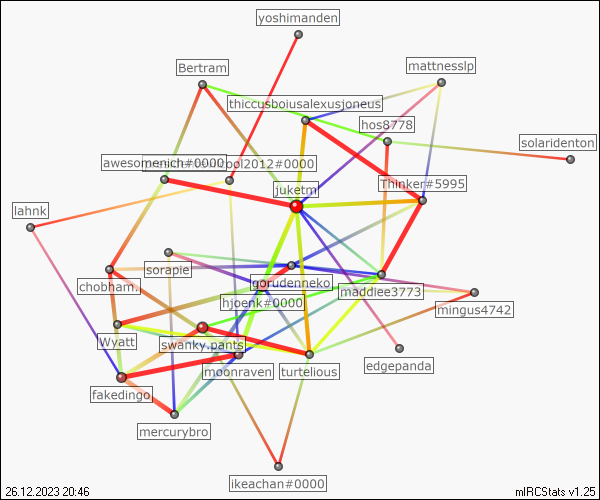 yoshimanden
mattnesslp
Bertram
thiccusboiusalexusjoneus
hos8778
solaridenton
awesomenich#0000
ool2012#0000
Thinker#5995
juketm
lahnk
sorapie
chobham.
gorudenneko
maddiee3773
hjoenk#0000
mingus4742
Wyatt
swanky.pants
edgepanda
moonraven
turtelious
fakedingo
mercurybro
ikeachan#0000
26.12.2023 20:46
mIRCStats v1.25